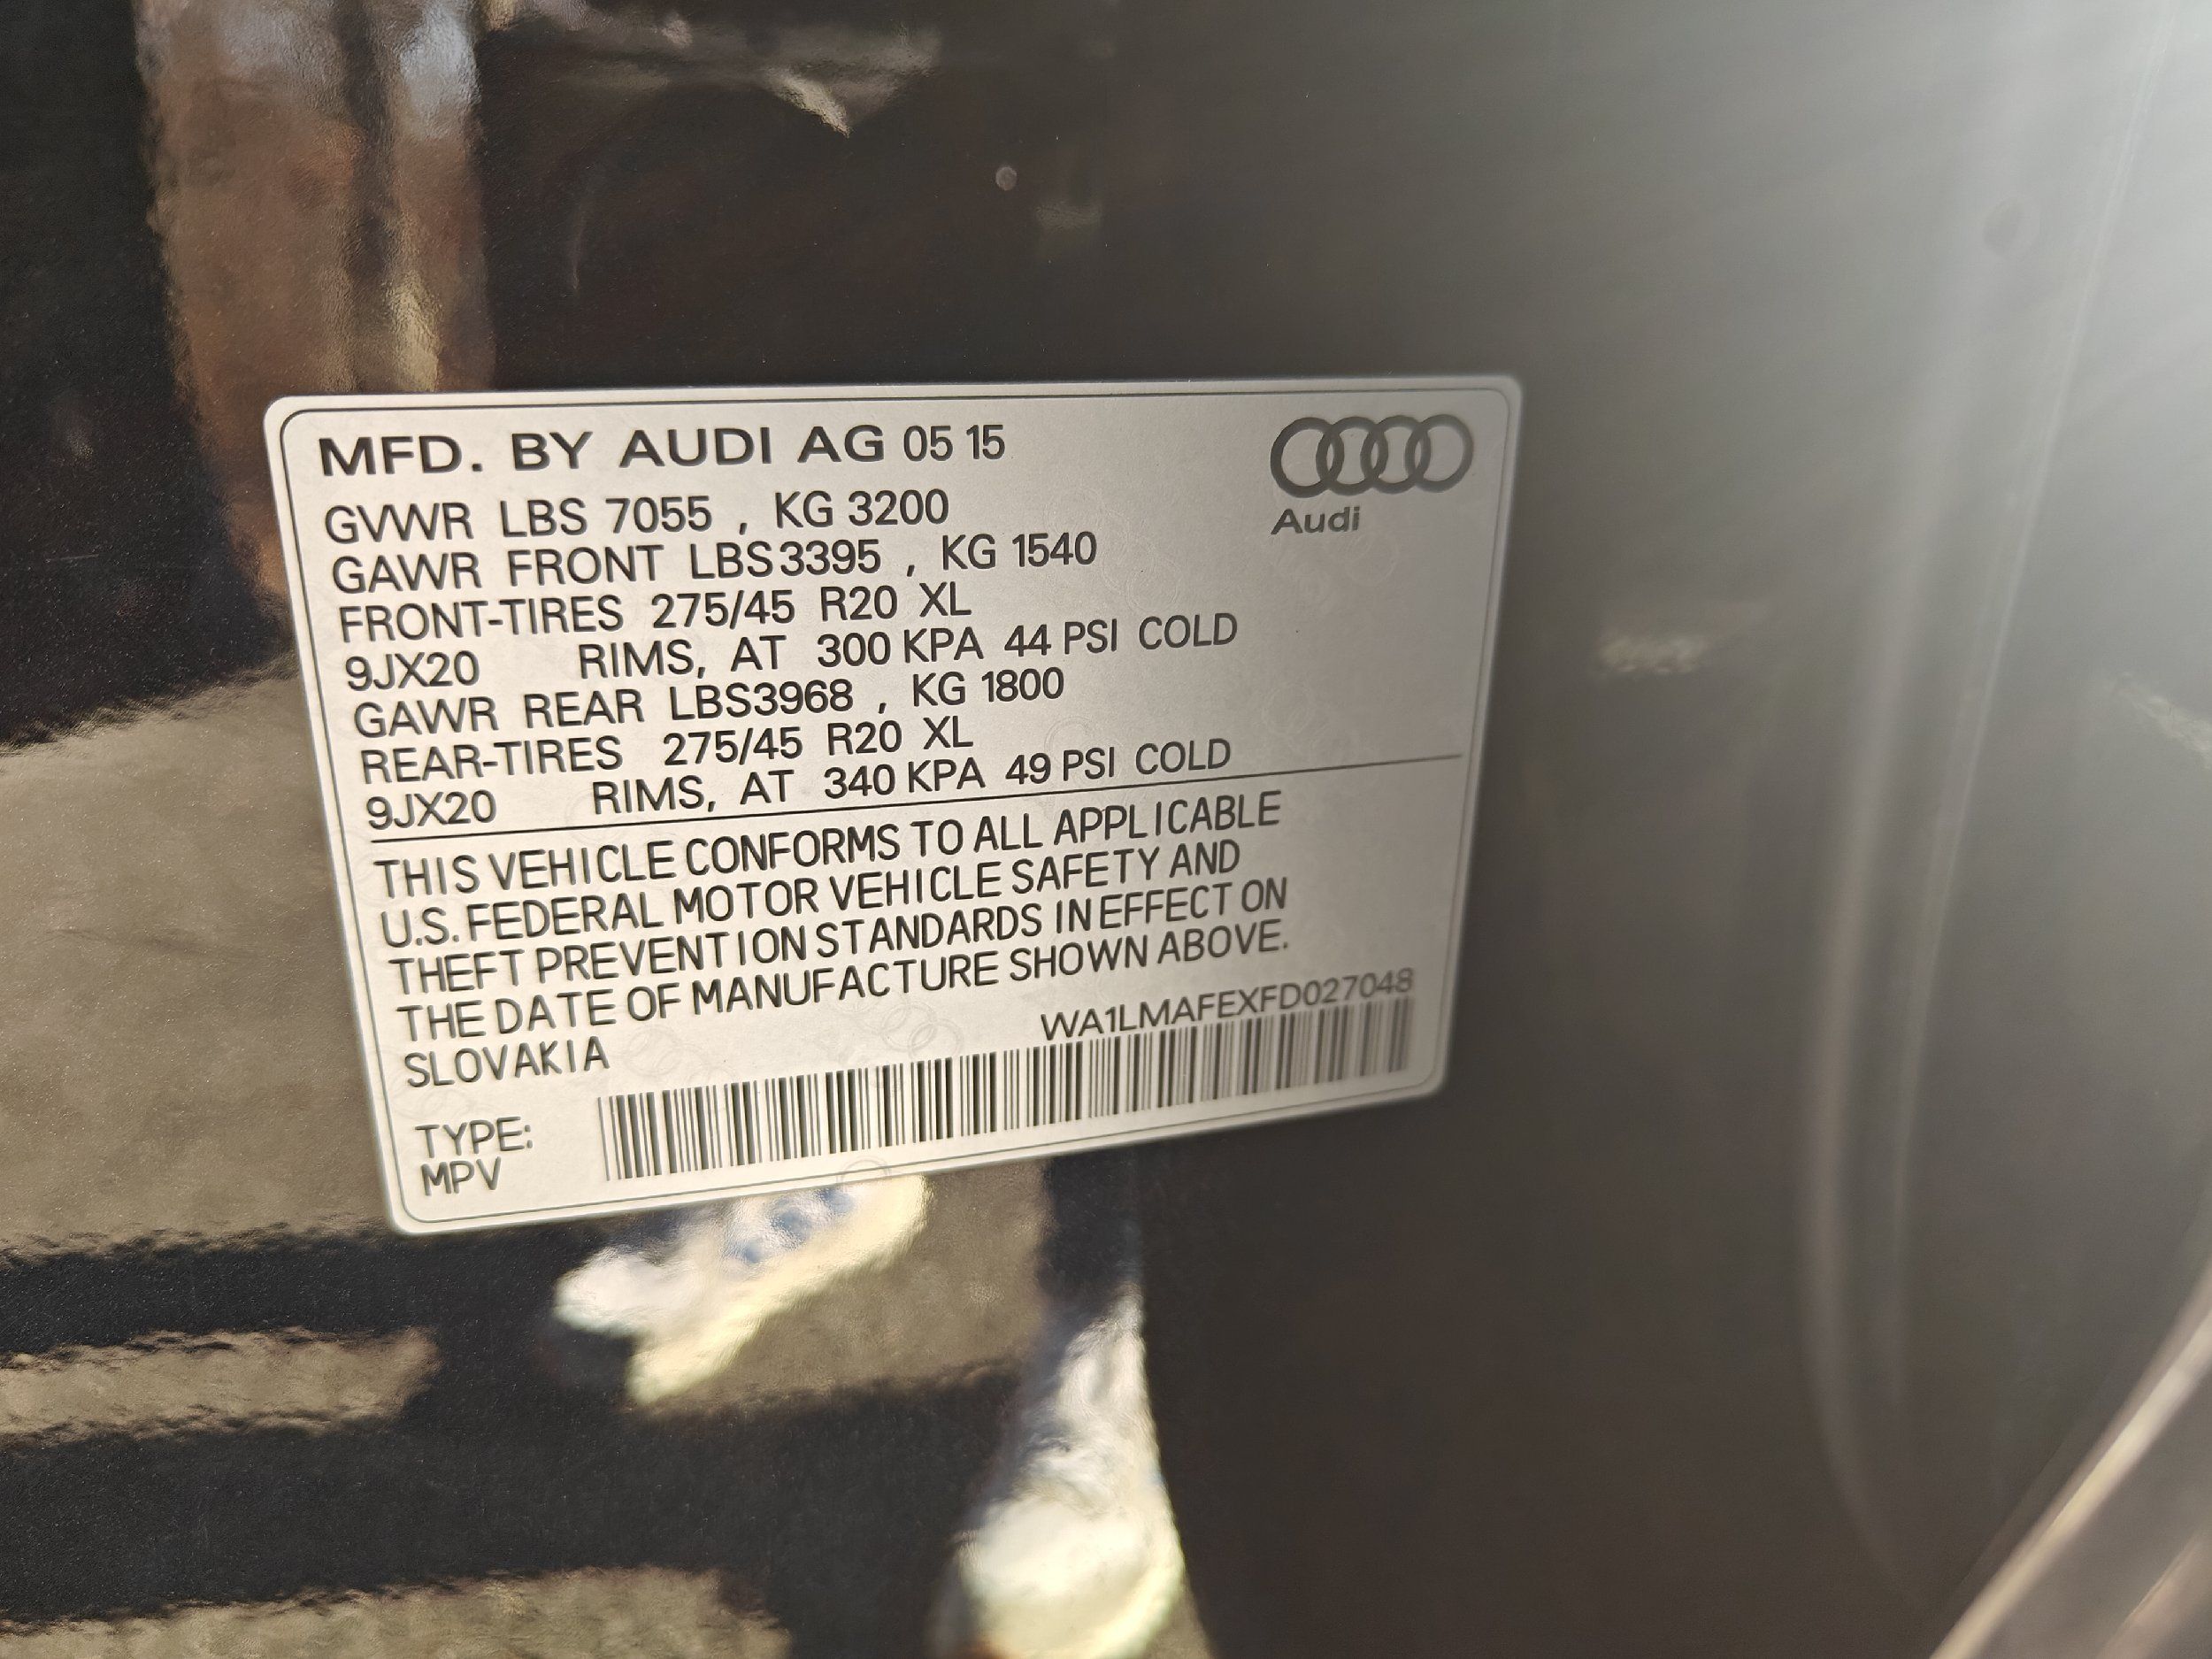 MFD. BY AUDI AG 05 15
Audi
GVWR LBS 7055 , KG 3200
GAWR FRONT LBS3395 , KG 1540
FRONT-TIRES 275/45 R20 XL
9JX20 RIMS, AT 300 KPA 44 PSI COLD
GAWR REAR LBS3968 , KG 1800
REAR-TIRES 275/45 R20 XL
9JX20 RIMS, AT 340 KPA 49 PSI COLD
THIS VEHICLE CONFORMS TO ALL APPLICABLE
U.S. FEDERAL MOTOR VEHICLE SAFETY AND
THEFT PREVENTION STANDARDS IN EFFECT ON
THE DATE OF MANUFACTURE SHOWN ABOVE.
SLOVAKIA
WA1LMAFEXFD027048
TYPE:
MPV